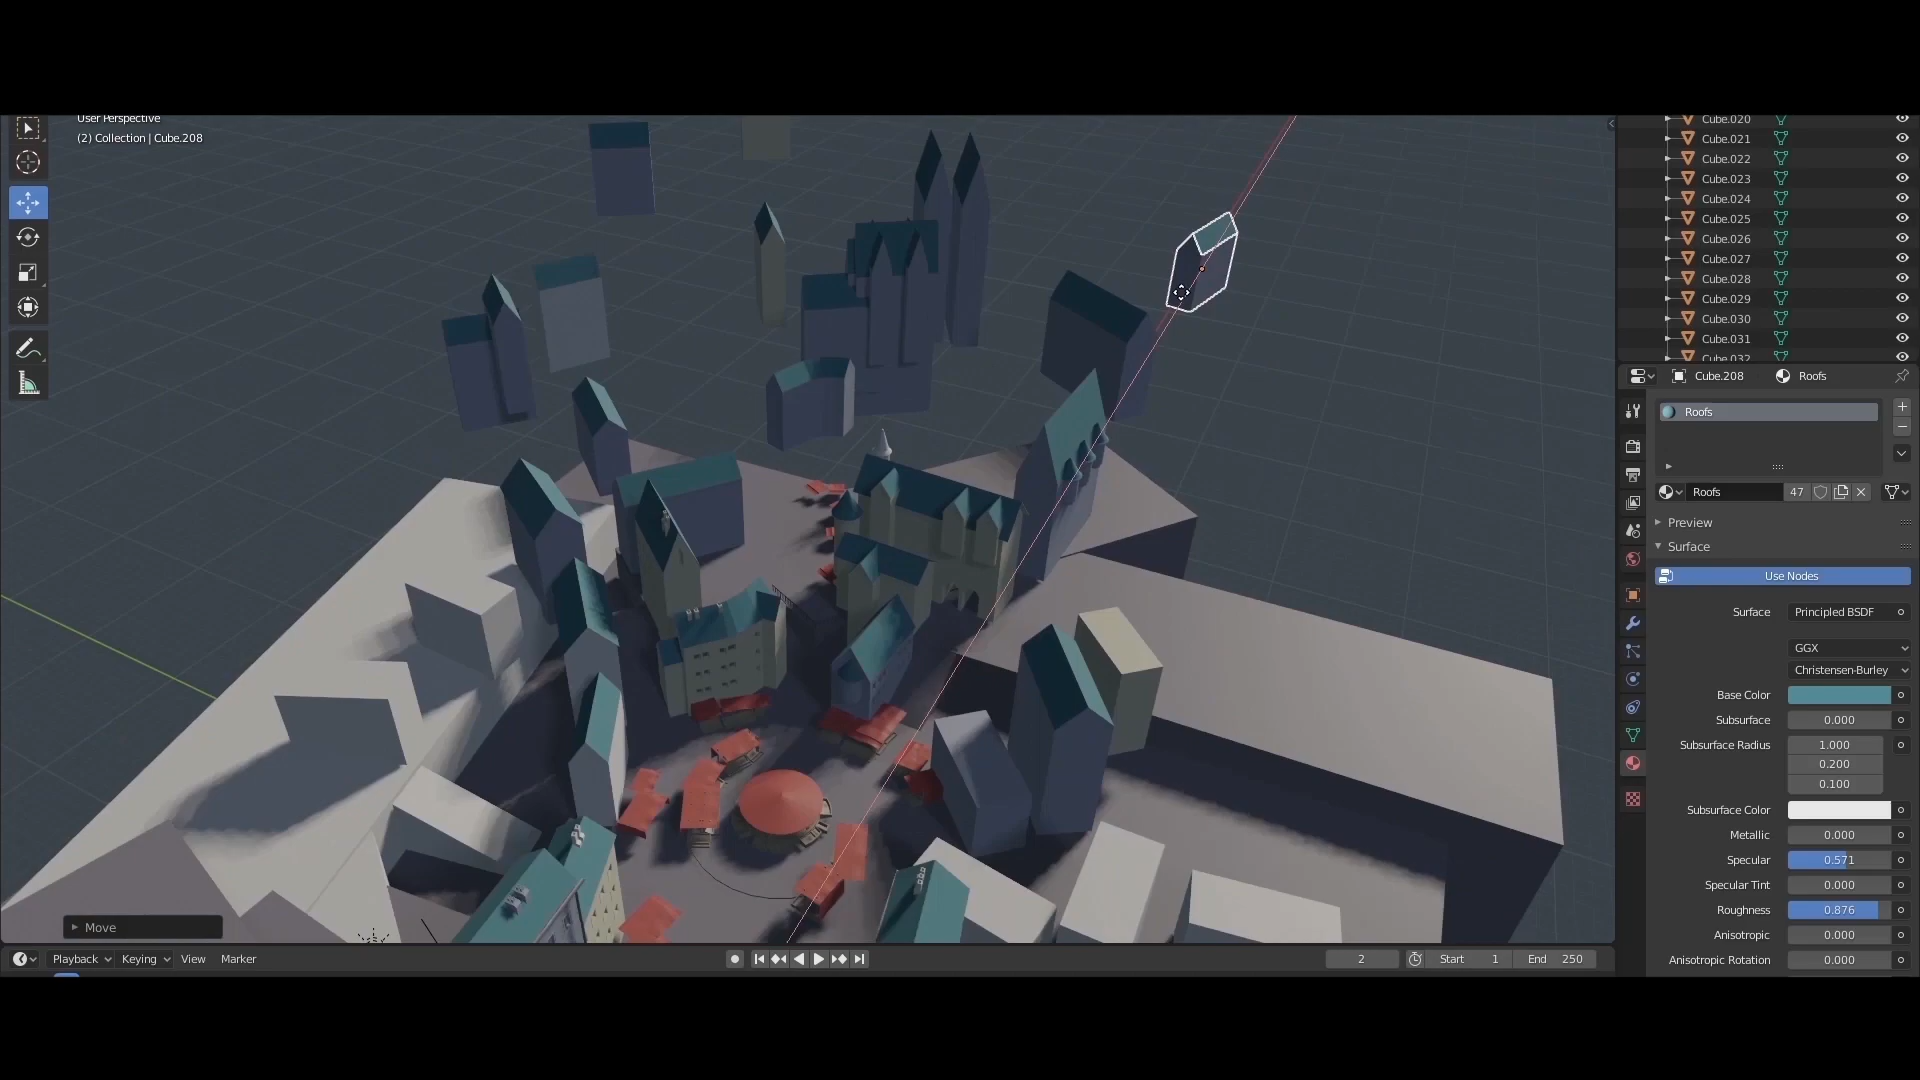 User Perspective
(2) Collection | Cube.208
Move
Playback
Keying
View
Marker
2
Start 1
End 250
Cube.020
Cube.021
Cube.022
Cube.023
Cube.024
Cube.025
Cube.026
Cube.027
Cube.028
Cube.029
Cube.030
Cube.031
Cube.032
Cube.208 Roofs
Roofs
Roofs 47
Preview
Surface
Use Nodes
Surface Principled BSDF
GGX
Christensen-Burley
Base Color
Subsurface 0.000
Subsurface Radius 1.000
0.200
0.100
Subsurface Color
Metallic 0.000
Specular 0.571
Specular Tint 0.000
Roughness 0.876
Anisotropic 0.000
Anisotropic Rotation 0.000